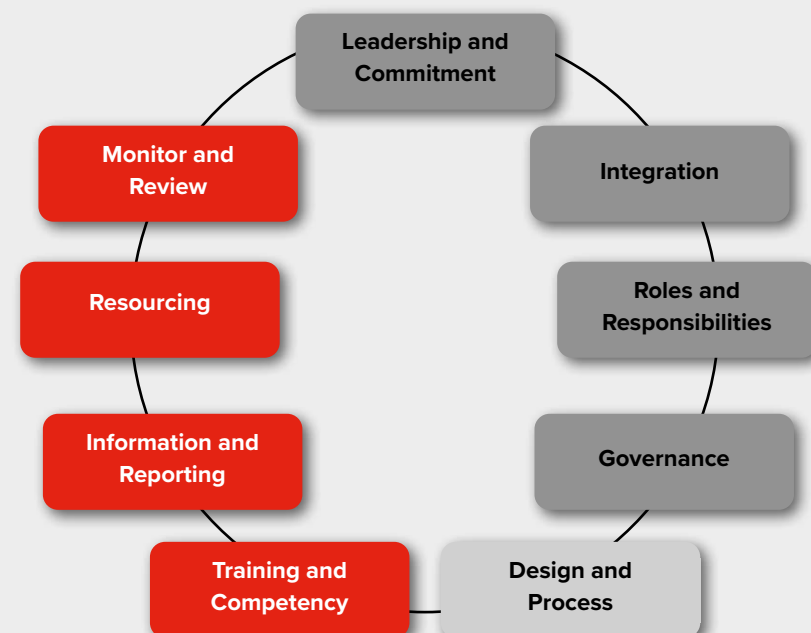 Leadership and
Commitment
Integration
Roles and
Responsibilities
Governance
Design and
Process
Training and
Competency
Information and
Reporting
Resourcing
Monitor and
Review